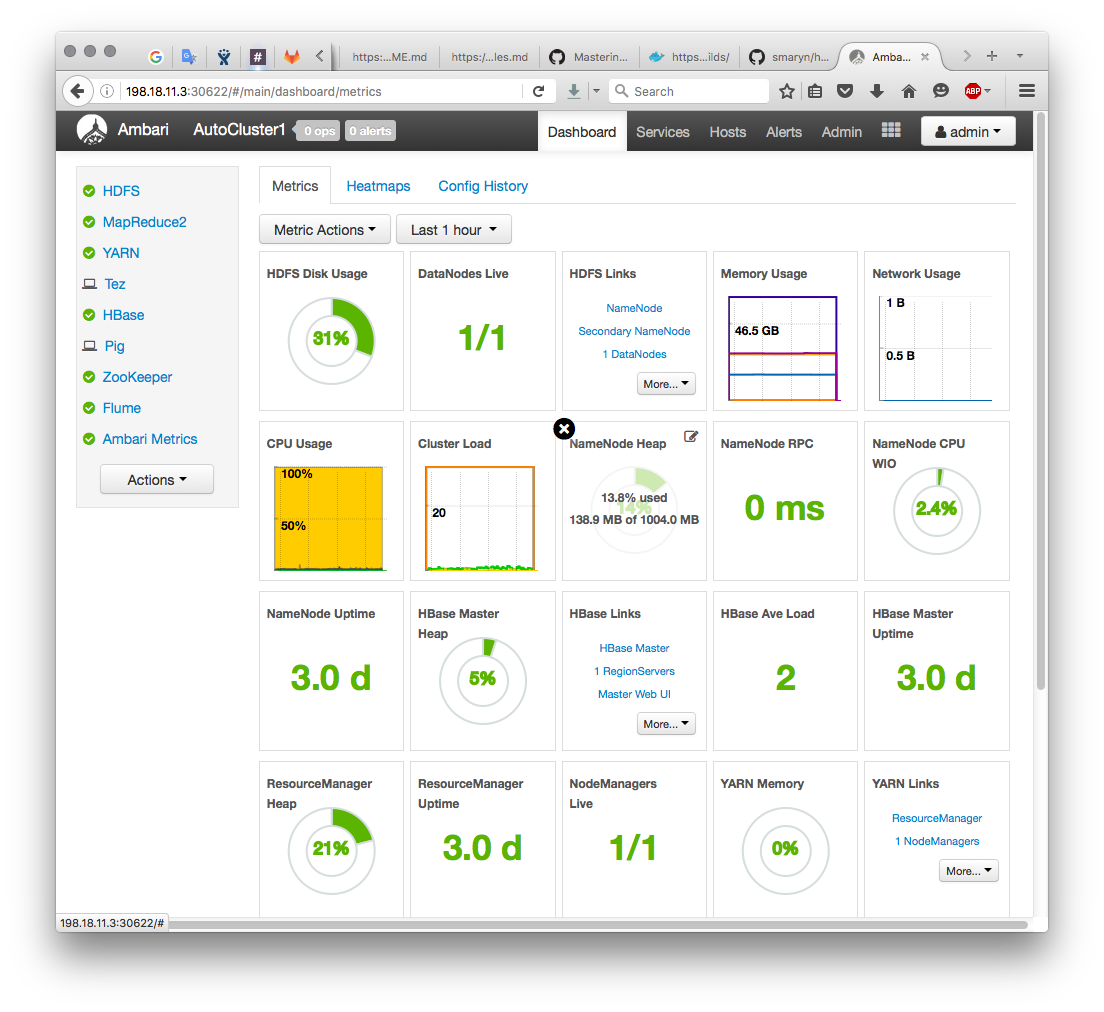 https:...ME.md
https:/...les.md
Masterin...
https...ilds/
smaryn/h...
Amba...
198.18.11.3:30622/#/main/dashboard/metrics
Search
ABP
Ambari
AutoCluster1
0 ops
0 alerts
Dashboard
Services
Hosts
Alerts
Admin
admin
HDFS
MapReduce2
YARN
Tez
HBase
Pig
ZooKeeper
Flume
Ambari Metrics
Actions
Metrics
Heatmaps
Config History
Metric Actions
Last 1 hour
HDFS Disk Usage
31%
DataNodes Live
1/1
HDFS Links
NameNode
Secondary NameNode
1 DataNodes
More...
Memory Usage
46.5 GB
Network Usage
1 B
0.5 B
CPU Usage
100%
50%
Cluster Load
20
NameNode Heap
13.8% used
14%
138.9 MB of 1004.0 MB
NameNode RPC
0 ms
NameNode CPU
WIO
2.4%
NameNode Uptime
3.0 d
HBase Master
Heap
5%
HBase Links
HBase Master
1 RegionServers
Master Web UI
More...
HBase Ave Load
2
HBase Master
Uptime
3.0 d
ResourceManager
Heap
21%
ResourceManager
Uptime
3.0 d
NodeManagers
Live
1/1
YARN Memory
0%
YARN Links
ResourceManager
1 NodeManagers
More...
198.18.11.3:30622/#